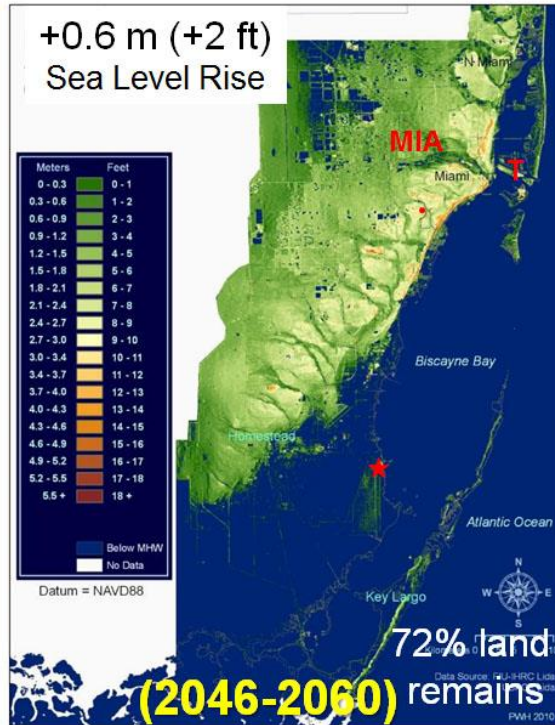 +0.6 m (+2 ft)
Sea Level Rise
N Miami
MIA
Miami
T
Meters Feet
0 - 0.3 0 - 1
0.3 - 0.6 1 - 2
0.6 - 0.9 2 - 3
0.9 - 1.2 3 - 4
1.2 - 1.5 4 - 5
1.5 - 1.8 5 - 6
1.8 - 2.1 6 - 7
2.1 - 2.4 7 - 8
2.4 - 2.7 8 - 9
2.7 - 3.0 9 - 10
3.0 - 3.4 10 - 11
3.4 - 3.7 11 - 12
3.7 - 4.0 12 - 13
4.0 - 4.3 13 - 14
4.3 - 4.6 14 - 15
4.6 - 4.9 15 - 16
4.9 - 5.2 16 - 17
5.2 - 5.5 17 - 18
5.5 + 18 +
Below MHW
No Data
Datum = NAVD88
Biscayne Bay
Homestead
Atlantic Ocean
N
W E
S
Key Largo
72% land
remains
Data Source: FIU-IHRC
(2046-2060)
PWH